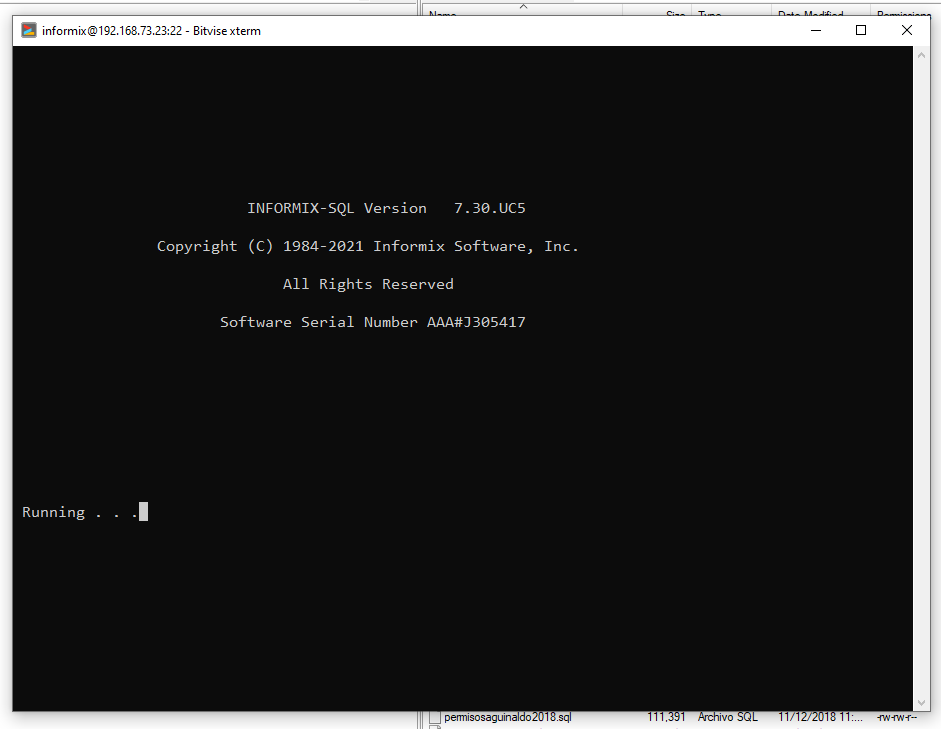 Name Size Type Date Modified Permissions
informix@192.168.73.23:22 - Bitvise xterm
INFORMIX-SQL Version 7.30.UC5
Copyright (C) 1984-2021 Informix Software, Inc.
All Rights Reserved
Software Serial Number AAA#J305417
Running . . .
permisosaguinaldo2018.sql 111,391 Archivo SQL 11/12/2018 11:... -rw-rw-r--